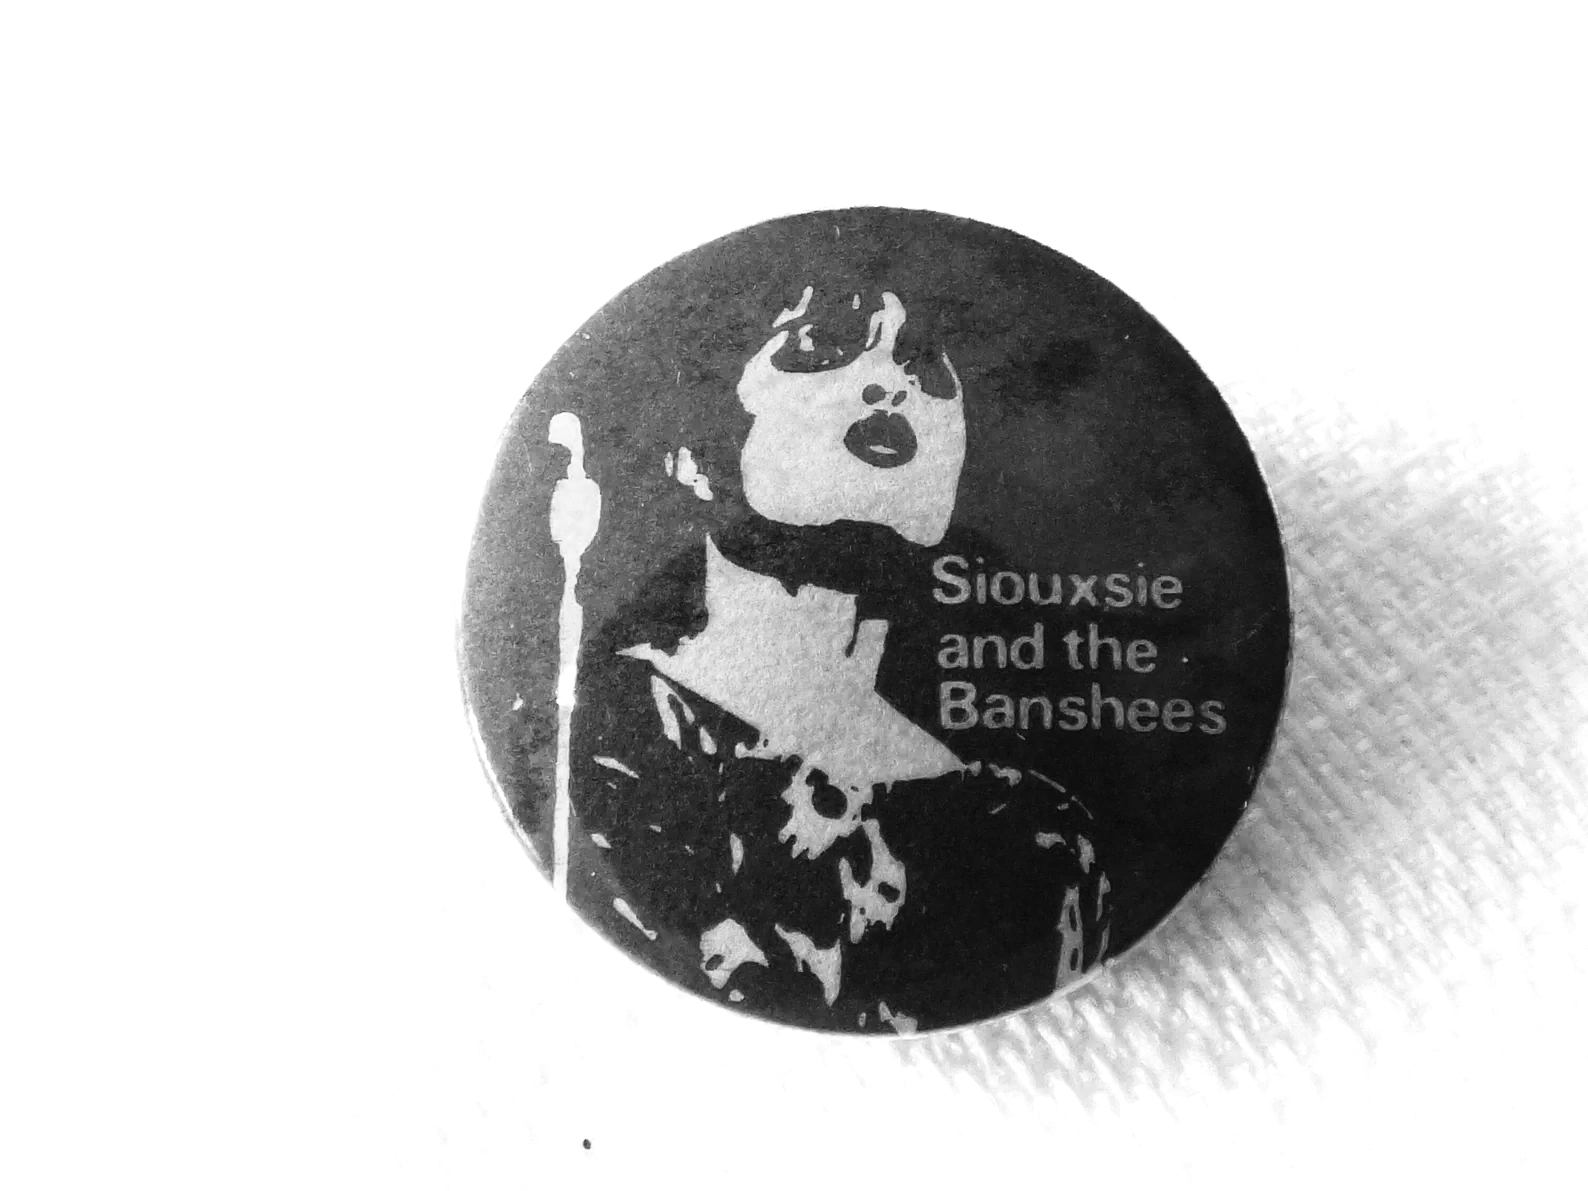 Siouxsie
and the
Banshees